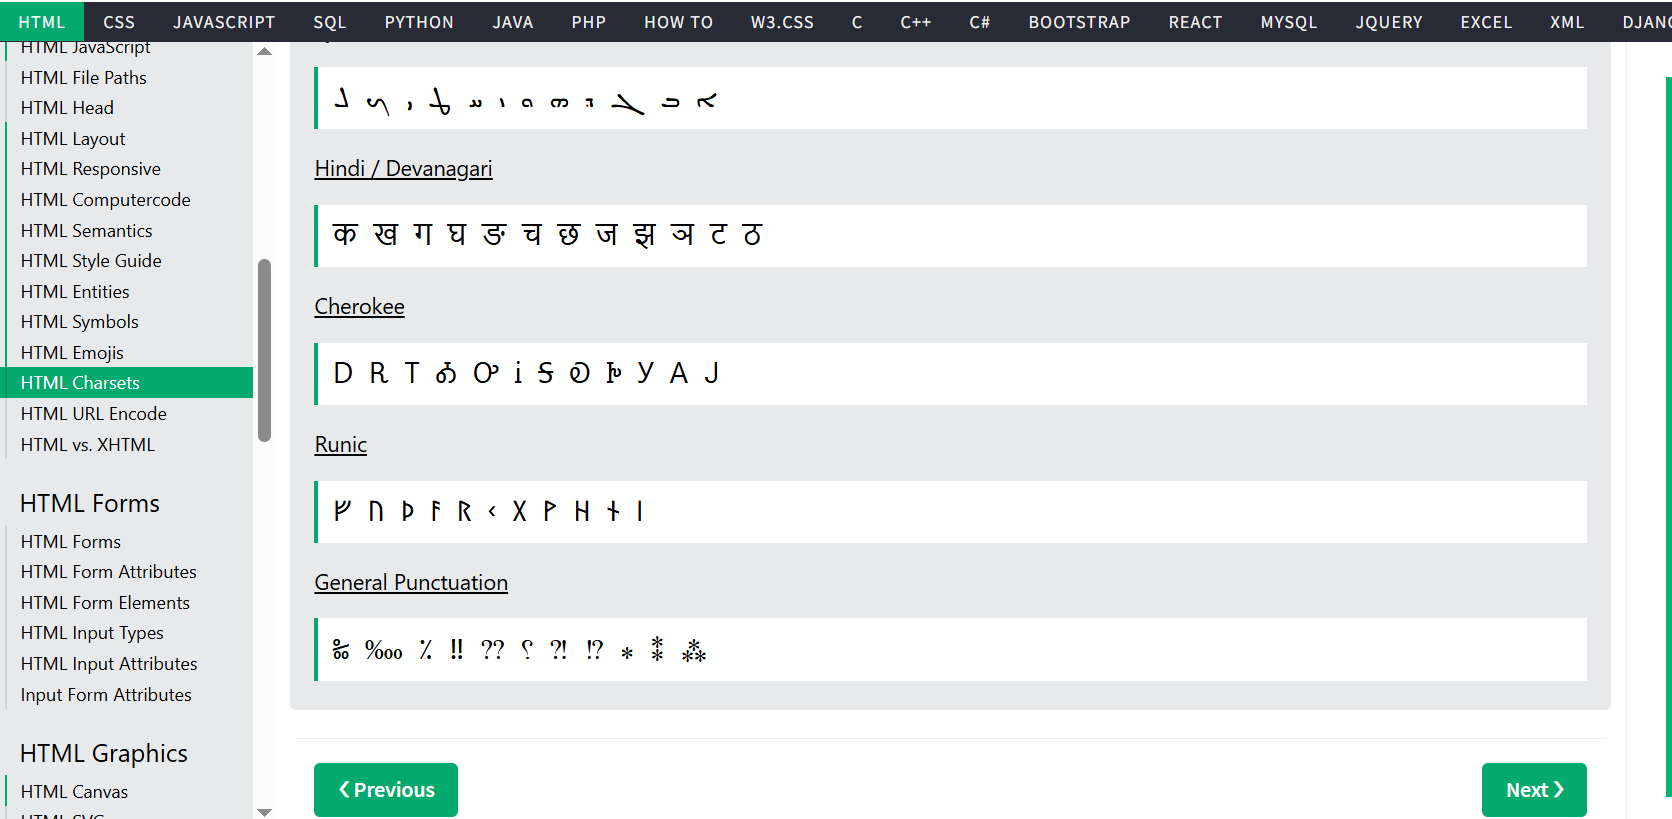 HTML CSS JAVASCRIPT SQL PYTHON JAVA PHP HOW TO W3.CSS C C++ C# BOOTSTRAP REACT MYSQL JQUERY EXCEL XML
HTML JavaScript
HTML File Paths
HTML Head
HTML Layout
HTML Responsive
HTML Computercode
HTML Semantics
HTML Style Guide
HTML Entities
HTML Symbols
HTML Emojis
HTML Charsets
HTML URL Encode
HTML vs. XHTML
HTML Forms
HTML Forms
HTML Form Attributes
HTML Form Elements
HTML Input Types
HTML Input Attributes
Input Form Attributes
HTML Graphics
HTML Canvas
Hindi / Devanagari
क ख ग घ ङ च छ ज झ ञ ट ठ
Cherokee
Ꭰ Ꭱ Ꭲ Ꭳ Ꭴ Ꭵ Ꭶ Ꭷ Ꭸ Ꭹ Ꭺ Ꭻ
Runic
ᚠ ᚢ ᚦ ᚨ ᚱ ᚲ ᚷ ᚹ ᚺ ᚾ ᛁ
General Punctuation
‰ ‱ ⁒ ‼ ⁇ ⸮ ⁈ ⁉ ⁎ ⁑ ⁂
❮ Previous
Next ❯